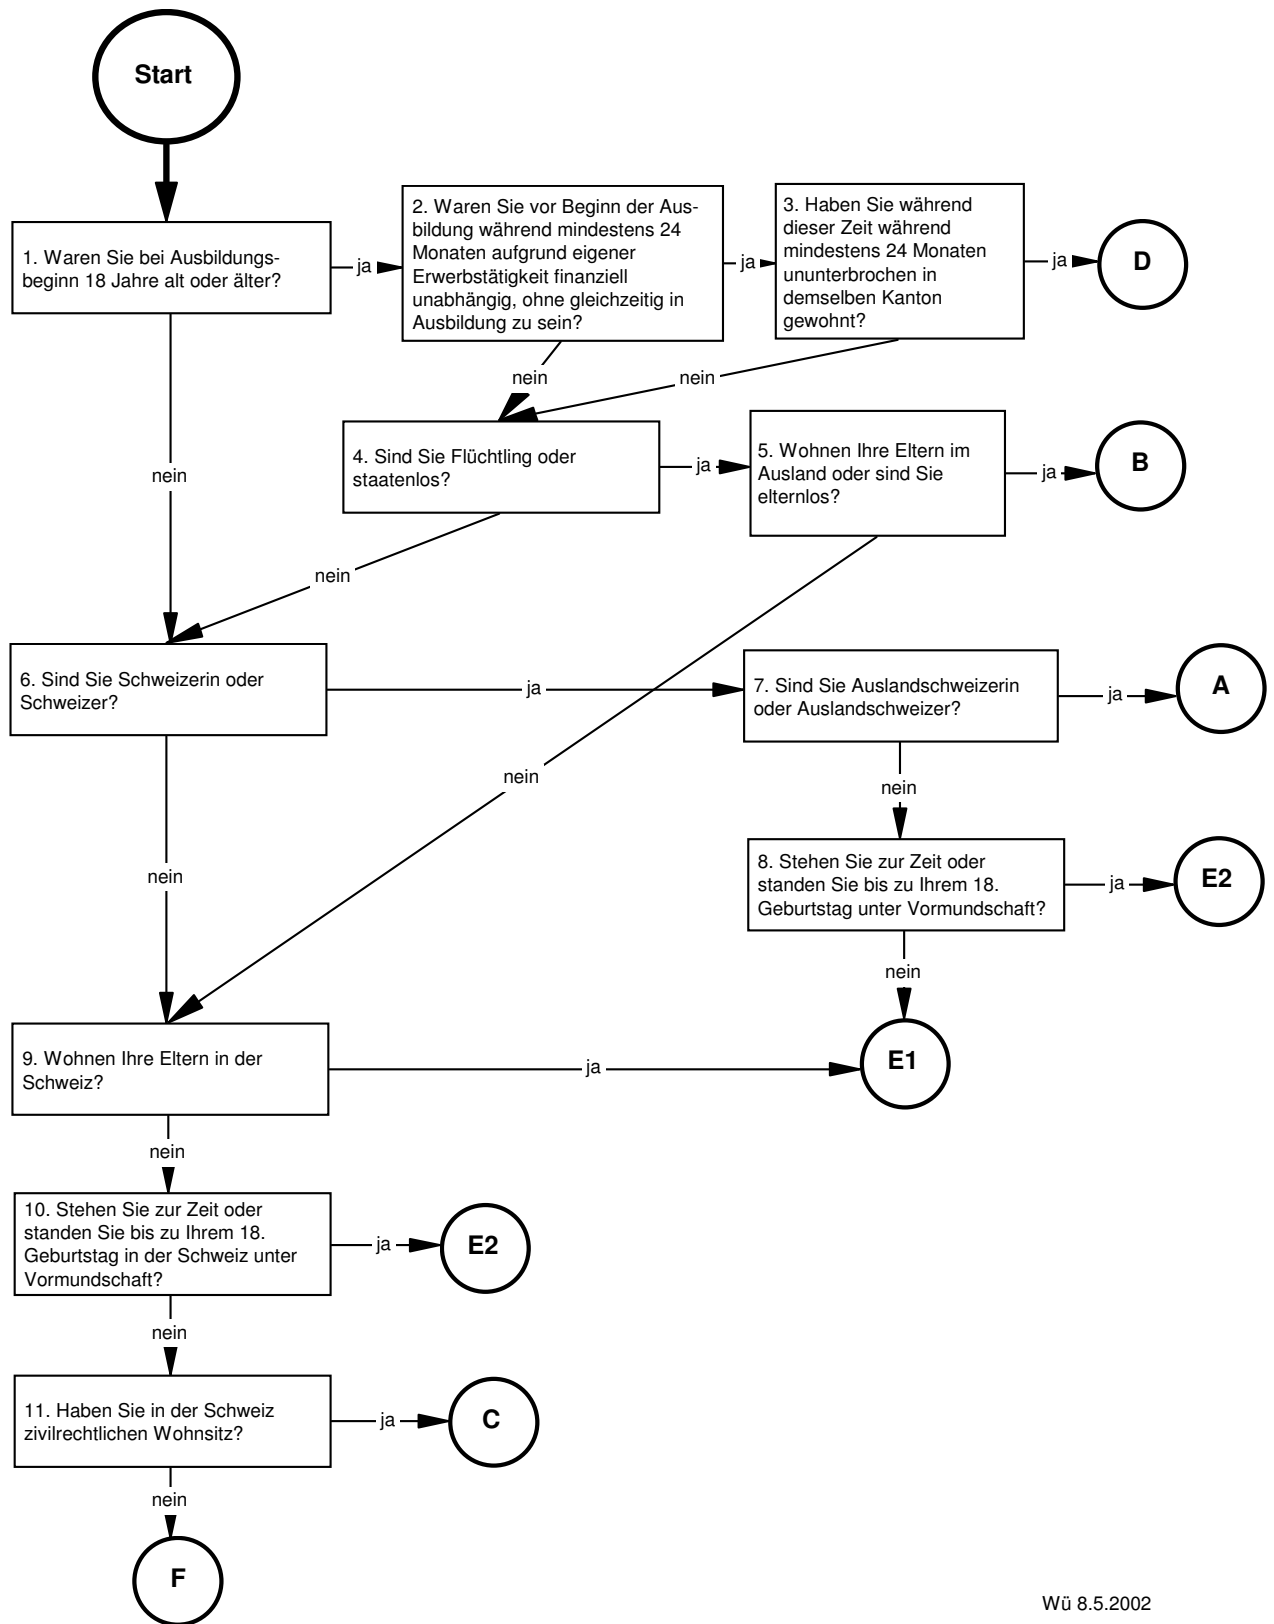 Start
1. Waren Sie bei Ausbildungs-
beginn 18 Jahre alt oder älter?
ja
2. Waren Sie vor Beginn der Aus-
bildung während mindestens 24
Monaten aufgrund eigener
Erwerbstätigkeit finanziell
unabhängig, ohne gleichzeitig in
Ausbildung zu sein?
ja
3. Haben Sie während
dieser Zeit während
mindestens 24 Monaten
ununterbrochen in
demselben Kanton
gewohnt?
ja
D
nein
nein
nein
4. Sind Sie Flüchtling oder
staatenlos?
ja
5. Wohnen Ihre Eltern im
Ausland oder sind Sie
elternlos?
ja
B
nein
6. Sind Sie Schweizerin oder
Schweizer?
ja
7. Sind Sie Auslandschweizerin
oder Auslandschweizer?
ja
A
nein
nein
nein
8. Stehen Sie zur Zeit oder
standen Sie bis zu Ihrem 18.
Geburtstag unter Vormundschaft?
ja
E2
nein
9. Wohnen Ihre Eltern in der
Schweiz?
ja
E1
nein
10. Stehen Sie zur Zeit oder
standen Sie bis zu Ihrem 18.
Geburtstag in der Schweiz unter
Vormundschaft?
ja
E2
nein
11. Haben Sie in der Schweiz
zivilrechtlichen Wohnsitz?
ja
C
nein
F
Wü 8.5.2002